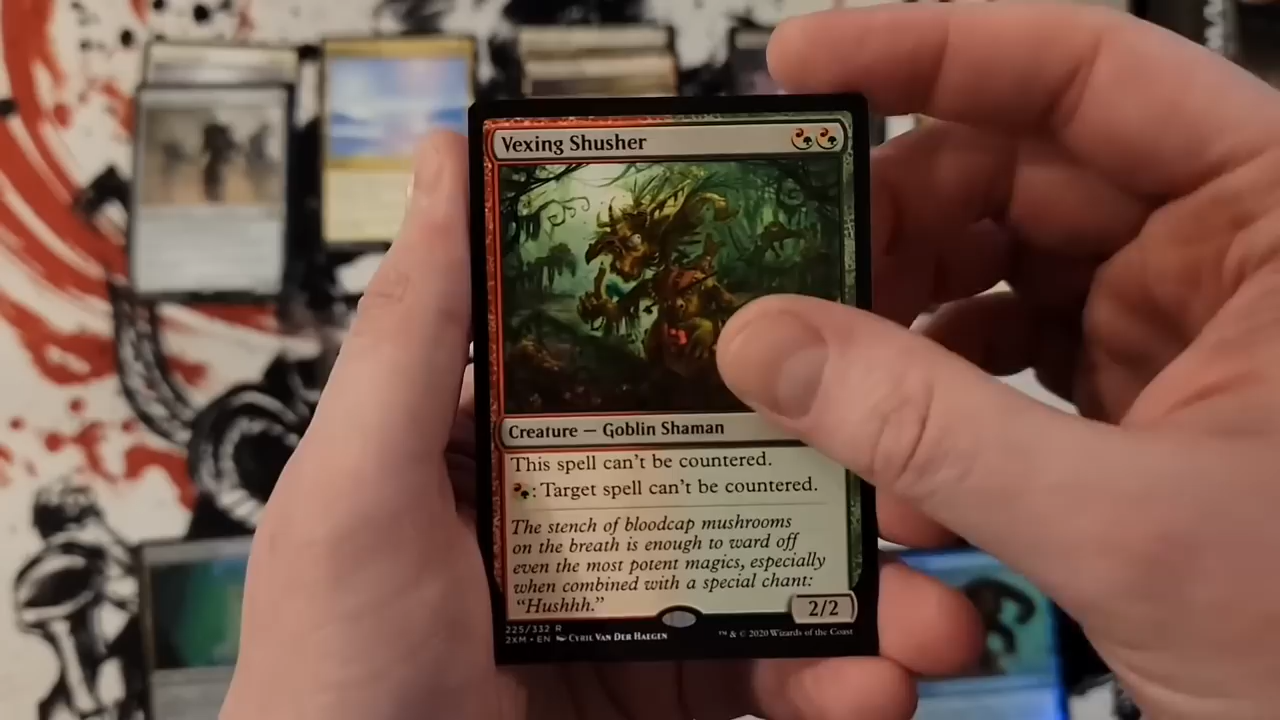 Vexing Shusher
Creature — Goblin Shaman
This spell can't be countered.
: Target spell can't be countered.
The stench of bloodcap mushrooms
on the breath is enough to ward off
even the most potent magics, especially
when combined with a special chant:
"Hushhh."
2/2
225/332 R
2XM • EN Cyril Van Der Haegen
™ & © 2020 Wizards of the Coast